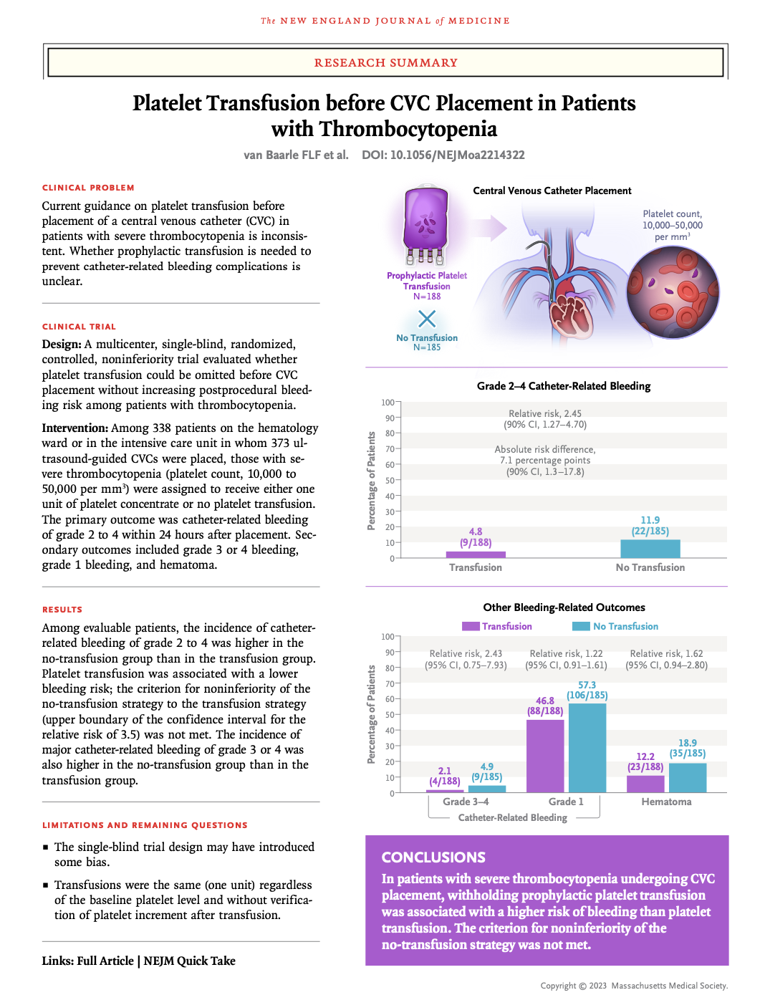 The NEW ENGLAND JOURNAL of MEDICINE
RESEARCH SUMMARY
Platelet Transfusion before CVC Placement in Patients
with Thrombocytopenia
van Baarle FLF et al. DOI: 10.1056/NEJMoa2214322
CLINICAL PROBLEM
Current guidance on platelet transfusion before
placement of a central venous catheter (CVC) in
patients with severe thrombocytopenia is inconsis-
tent. Whether prophylactic transfusion is needed to
prevent catheter-related bleeding complications is
unclear.
CLINICAL TRIAL
Design: A multicenter, single-blind, randomized,
controlled, noninferiority trial evaluated whether
platelet transfusion could be omitted before CVC
placement without increasing postprocedural bleed-
ing risk among patients with thrombocytopenia.
Intervention: Among 338 patients on the hematology
ward or in the intensive care unit in whom 373 ul-
trasound-guided CVCs were placed, those with se-
vere thrombocytopenia (platelet count, 10,000 to
50,000 per mm³) were assigned to receive either one
unit of platelet concentrate or no platelet transfusion.
The primary outcome was catheter-related bleeding
of grade 2 to 4 within 24 hours after placement. Sec-
ondary outcomes included grade 3 or 4 bleeding,
grade 1 bleeding, and hematoma.
RESULTS
Among evaluable patients, the incidence of catheter-
related bleeding of grade 2 to 4 was higher in the
no-transfusion group than in the transfusion group.
Platelet transfusion was associated with a lower
bleeding risk; the criterion for noninferiority of the
no-transfusion strategy to the transfusion strategy
(upper boundary of the confidence interval for the
relative risk of 3.5) was not met. The incidence of
major catheter-related bleeding of grade 3 or 4 was
also higher in the no-transfusion group than in the
transfusion group.
LIMITATIONS AND REMAINING QUESTIONS
▪ The single-blind trial design may have introduced
some bias.
▪ Transfusions were the same (one unit) regardless
of the baseline platelet level and without verifica-
tion of platelet increment after transfusion.
Links: Full Article | NEJM Quick Take
Central Venous Catheter Placement
Platelet count,
10,000–50,000
per mm³
Prophylactic Platelet
Transfusion
N=188
No Transfusion
N=185
Grade 2–4 Catheter-Related Bleeding
Percentage of Patients
100
90
80
70
60
50
40
30
20
10
0
Relative risk, 2.45
(90% CI, 1.27–4.70)
Absolute risk difference,
7.1 percentage points
(90% CI, 1.3–17.8)
4.8
(9/188)
11.9
(22/185)
Transfusion
No Transfusion
Other Bleeding-Related Outcomes
Transfusion
No Transfusion
Percentage of Patients
100
90
80
70
60
50
40
30
20
10
0
Relative risk, 2.43
(95% CI, 0.75–7.93)
Relative risk, 1.22
(95% CI, 0.91–1.61)
Relative risk, 1.62
(95% CI, 0.94–2.80)
2.1
(4/188)
4.9
(9/185)
46.8
(88/188)
57.3
(106/185)
12.2
(23/188)
18.9
(35/185)
Grade 3–4
Grade 1
Hematoma
Catheter-Related Bleeding
CONCLUSIONS
In patients with severe thrombocytopenia undergoing CVC
placement, withholding prophylactic platelet transfusion
was associated with a higher risk of bleeding than platelet
transfusion. The criterion for noninferiority of the
no-transfusion strategy was not met.
Copyright © 2023 Massachusetts Medical Society.